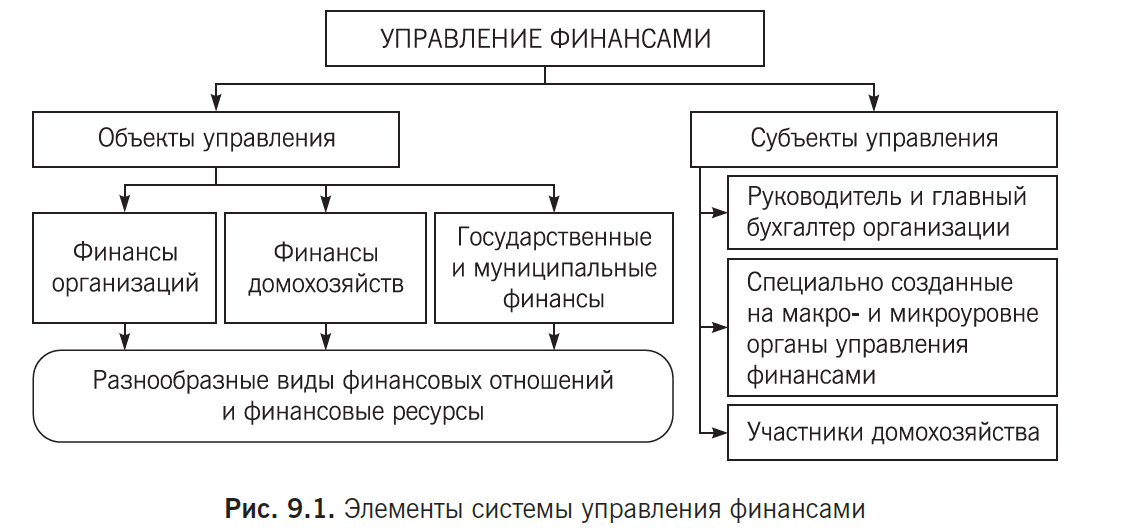 УПРАВЛЕНИЕ ФИНАНСАМИ
Объекты управления
Субъекты управления
Финансы
организаций
Финансы
домохозяйств
Государственные
и муниципальные
финансы
Разнообразные виды финансовых отношений
и финансовые ресурсы
Руководитель и главный
бухгалтер организации
Специально созданные
на макро- и микроуровне
органы управления
финансами
Участники домохозяйства
Рис. 9.1. Элементы системы управления финансами